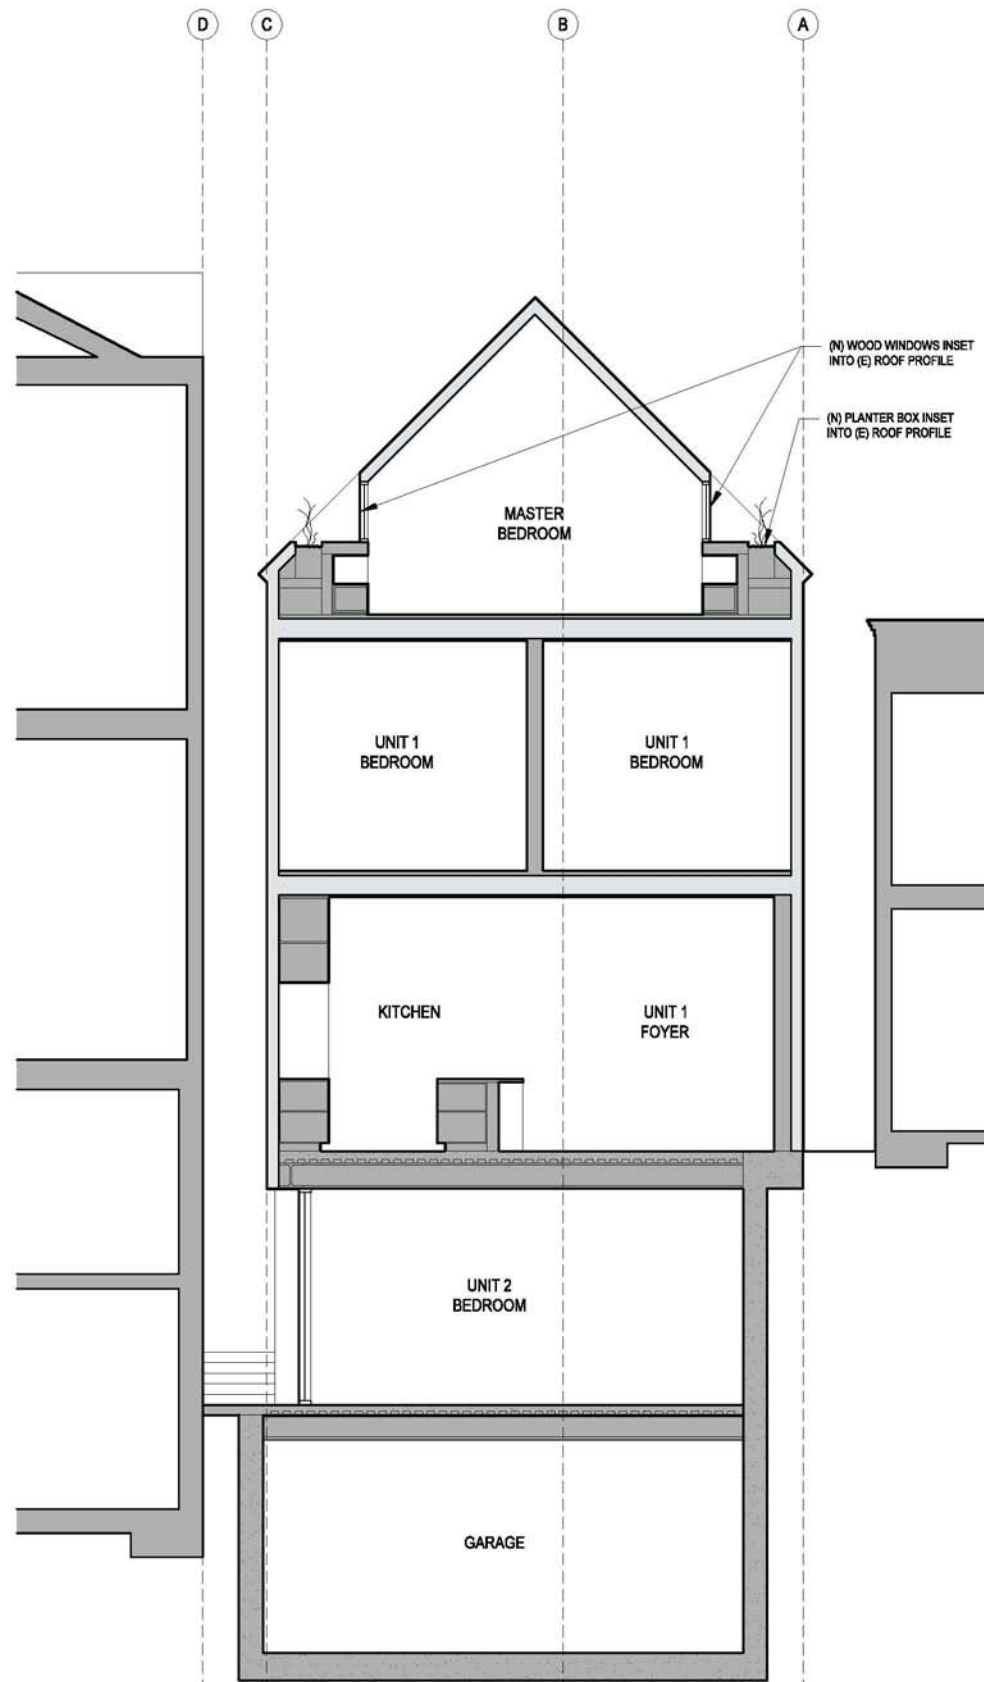 D
C
B
A
(N) WOOD WINDOWS INSET
INTO (E) ROOF PROFILE
(N) PLANTER BOX INSET
INTO (E) ROOF PROFILE
MASTER
BEDROOM
UNIT 1
BEDROOM
UNIT 1
BEDROOM
KITCHEN
UNIT 1
FOYER
UNIT 2
BEDROOM
GARAGE